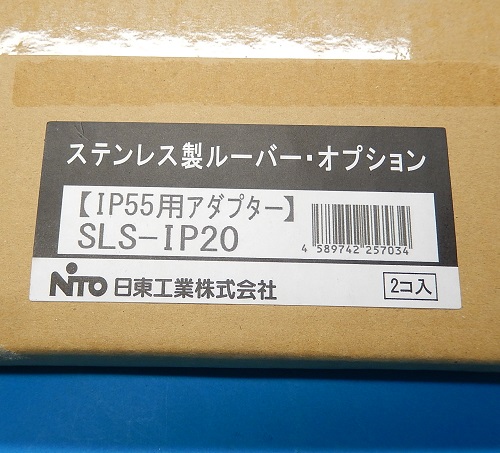 ステンレス製ルーバー・オプション
【IP55用アダプター】
SLS-IP20
4 589742 257034
NITO 日東工業株式会社
2コ入